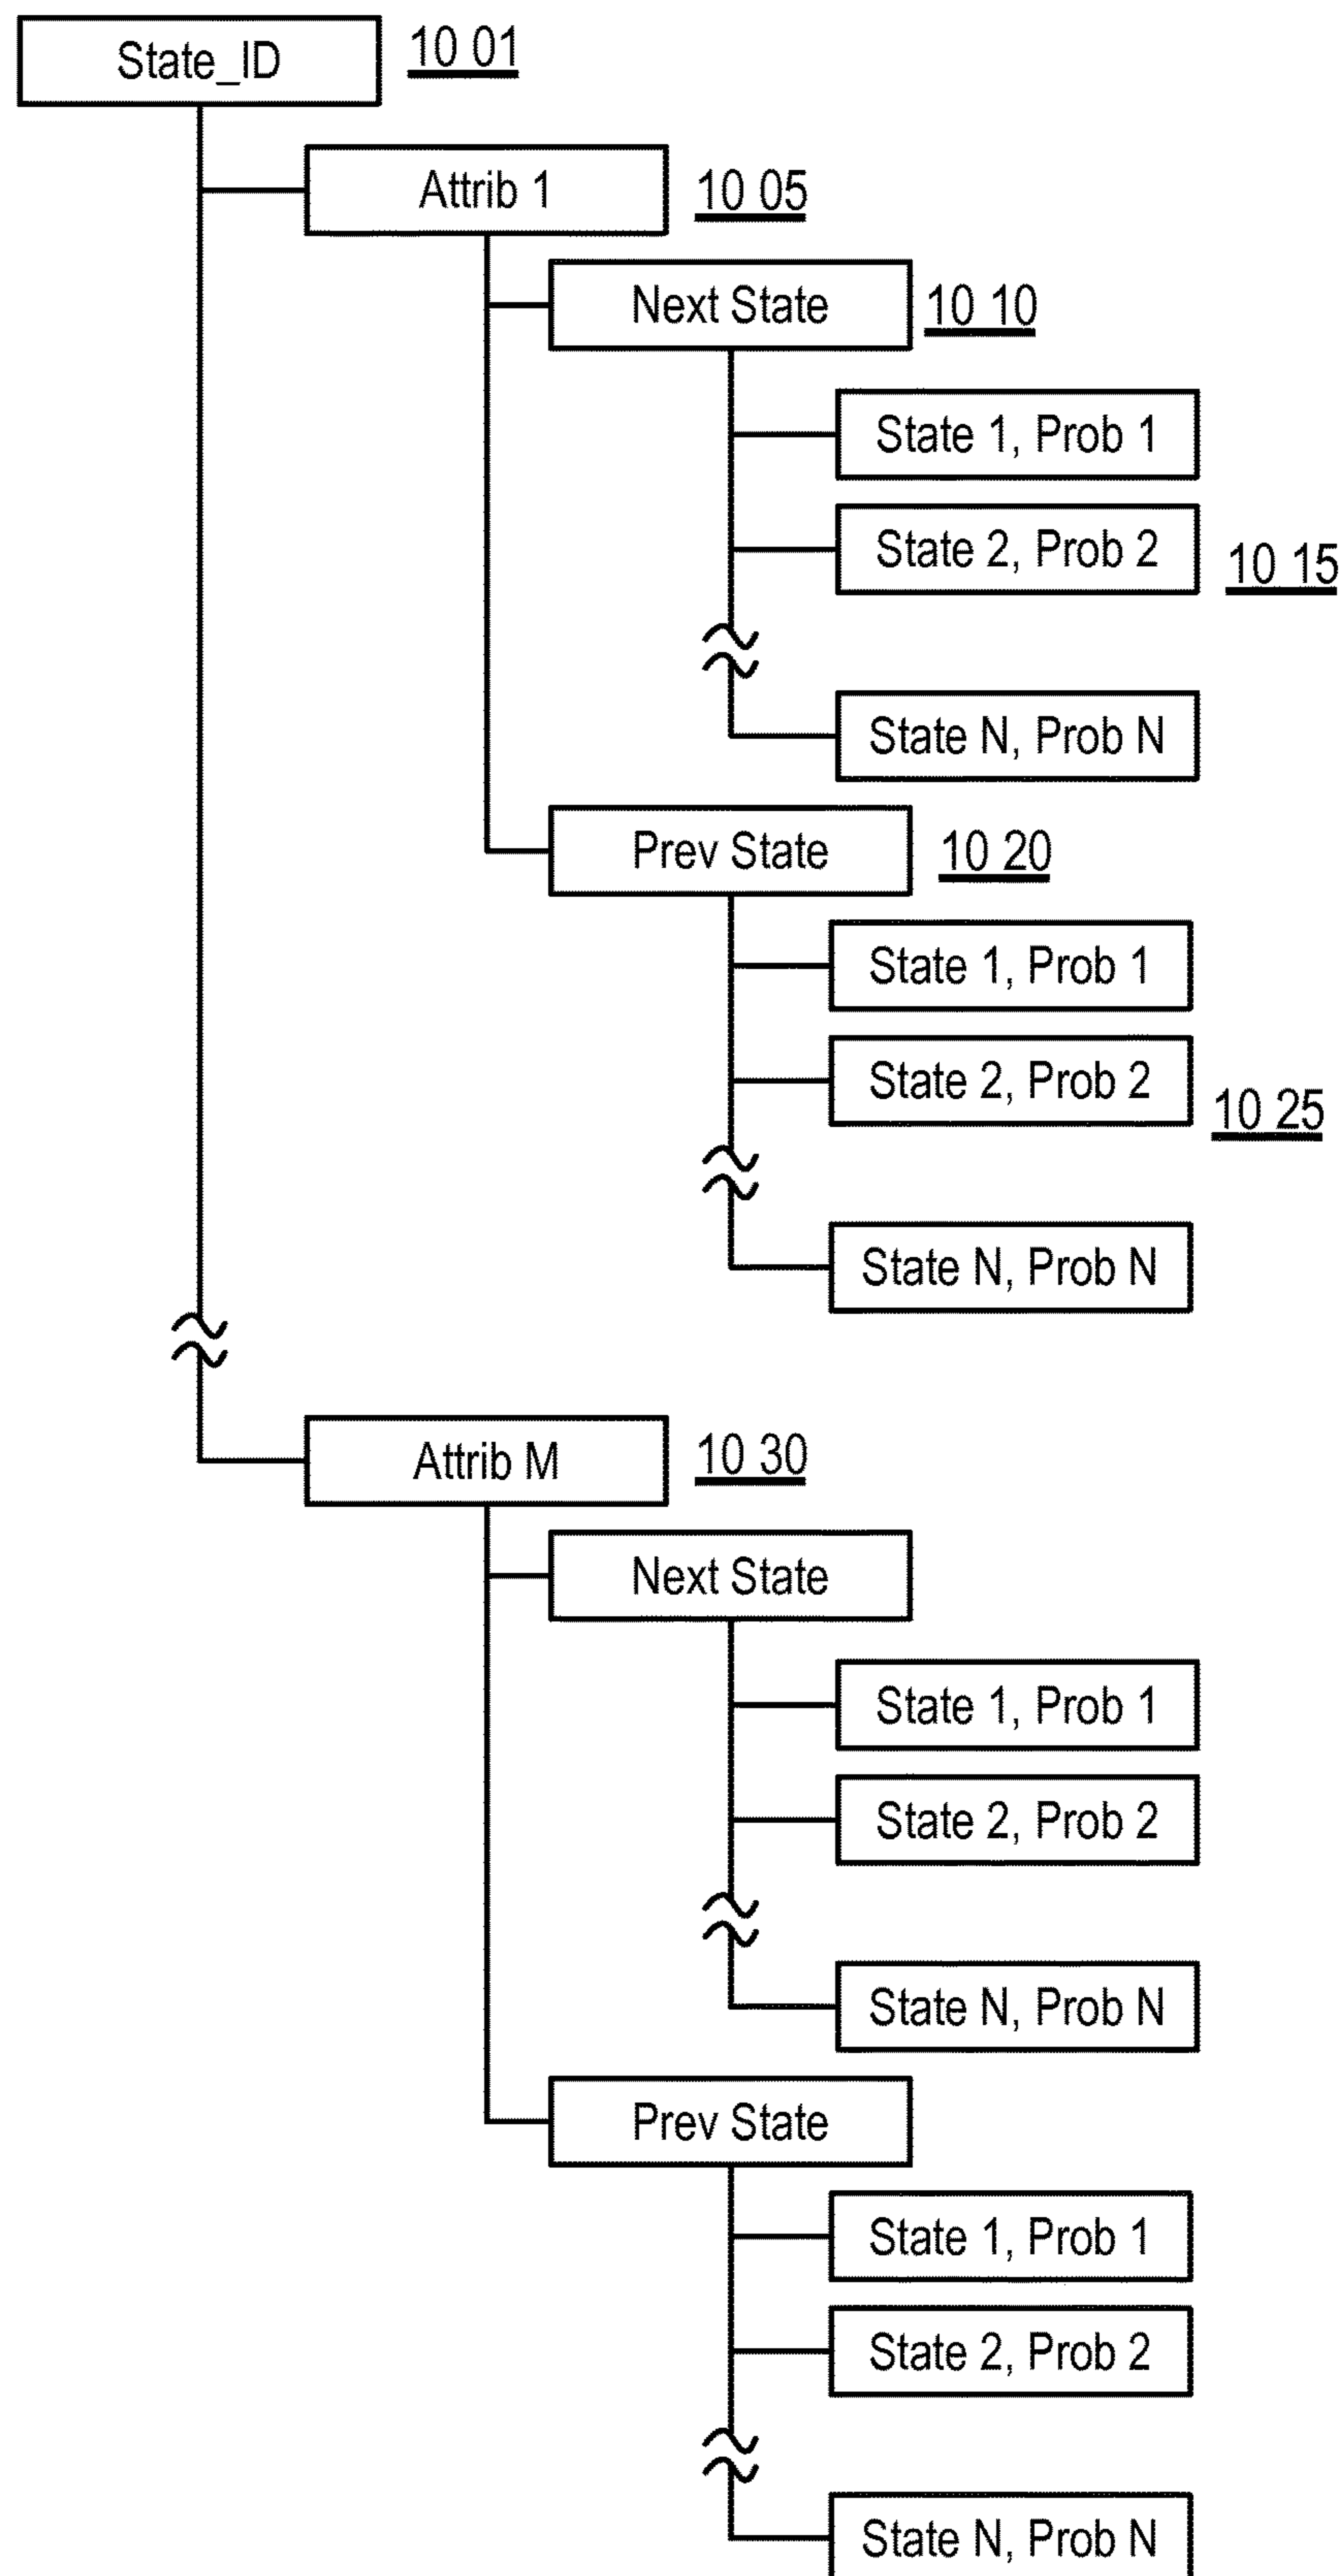 State_ID 10 01
Attrib 1 10 05
Next State 10 10
State 1, Prob 1
State 2, Prob 2 10 15
State N, Prob N
Prev State 10 20
State 1, Prob 1
State 2, Prob 2 10 25
State N, Prob N
Attrib M 10 30
Next State
State 1, Prob 1
State 2, Prob 2
State N, Prob N
Prev State
State 1, Prob 1
State 2, Prob 2
State N, Prob N